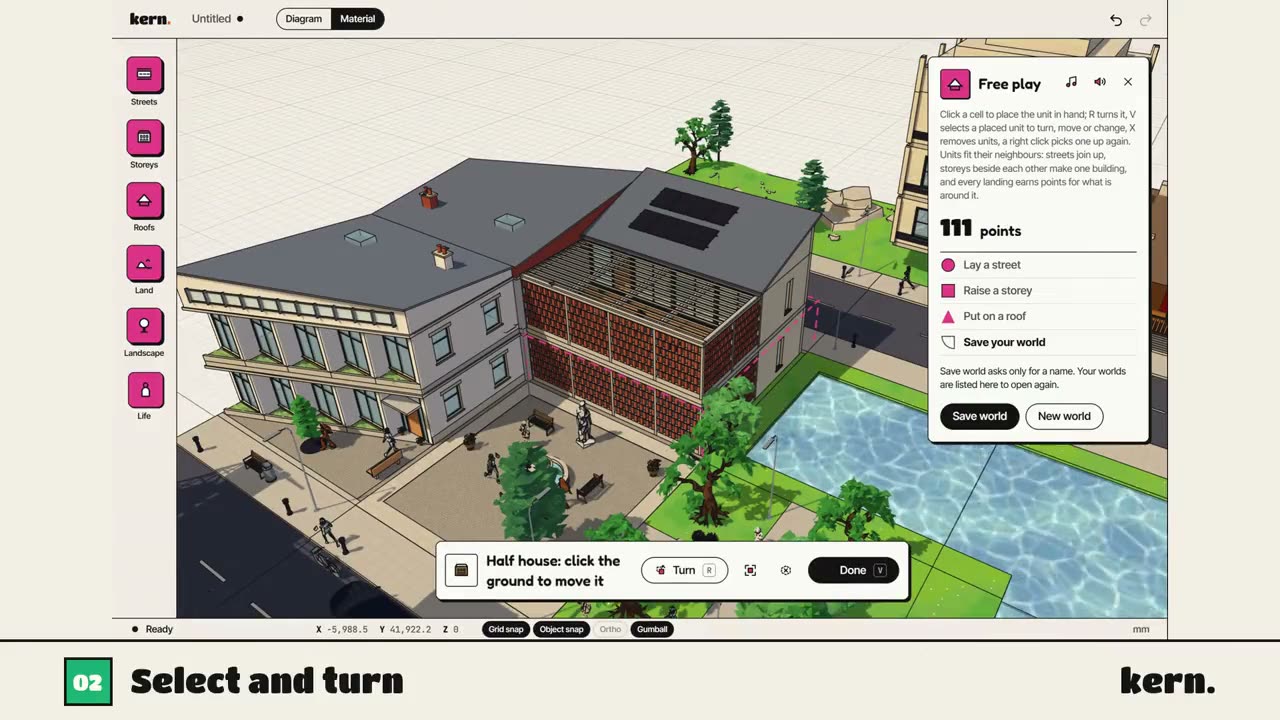 kern.
Untitled
Diagram
Material
Streets
Storeys
Roofs
Land
Landscape
Life
Free play
Click a cell to place the unit in hand; R turns it, V
selects a placed unit to turn, move or change, X
removes units, a right click picks one up again.
Units fit their neighbours: streets join up,
storeys beside each other make one building,
and every landing earns points for what is
around it.
111 points
Lay a street
Raise a storey
Put on a roof
Save your world
Save world asks only for a name. Your worlds
are listed here to open again.
Save world
New world
Half house: click the
ground to move it
Turn R
Done V
Ready
X -5,988.5 Y 41,922.2 Z 0
Grid snap
Object snap
Ortho
Gumball
mm
02
Select and turn
kern.